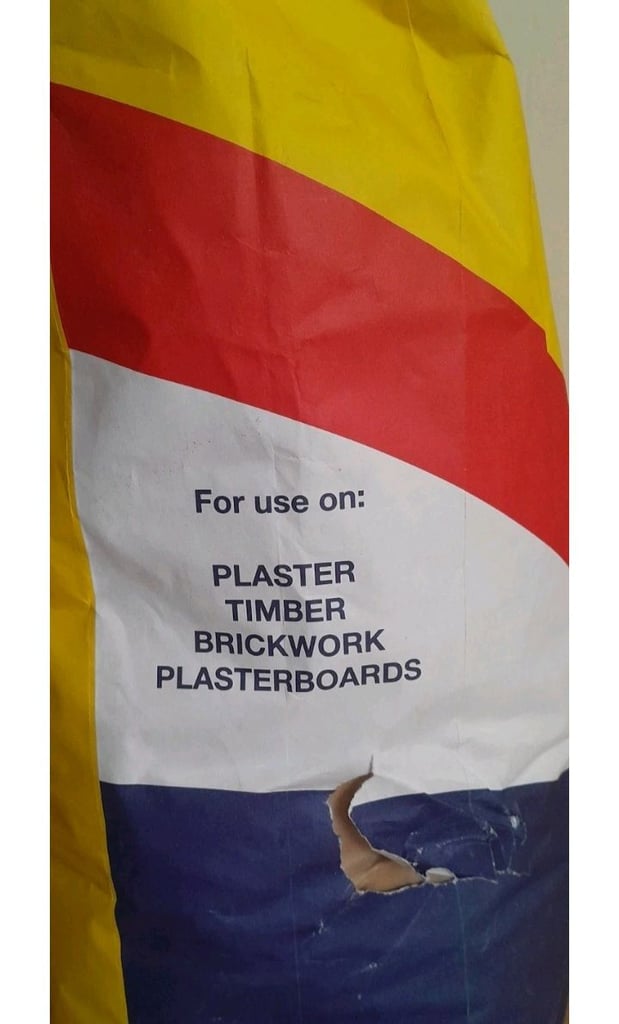 For use on:
PLASTER
TIMBER
BRICKWORK
PLASTERBOARDS